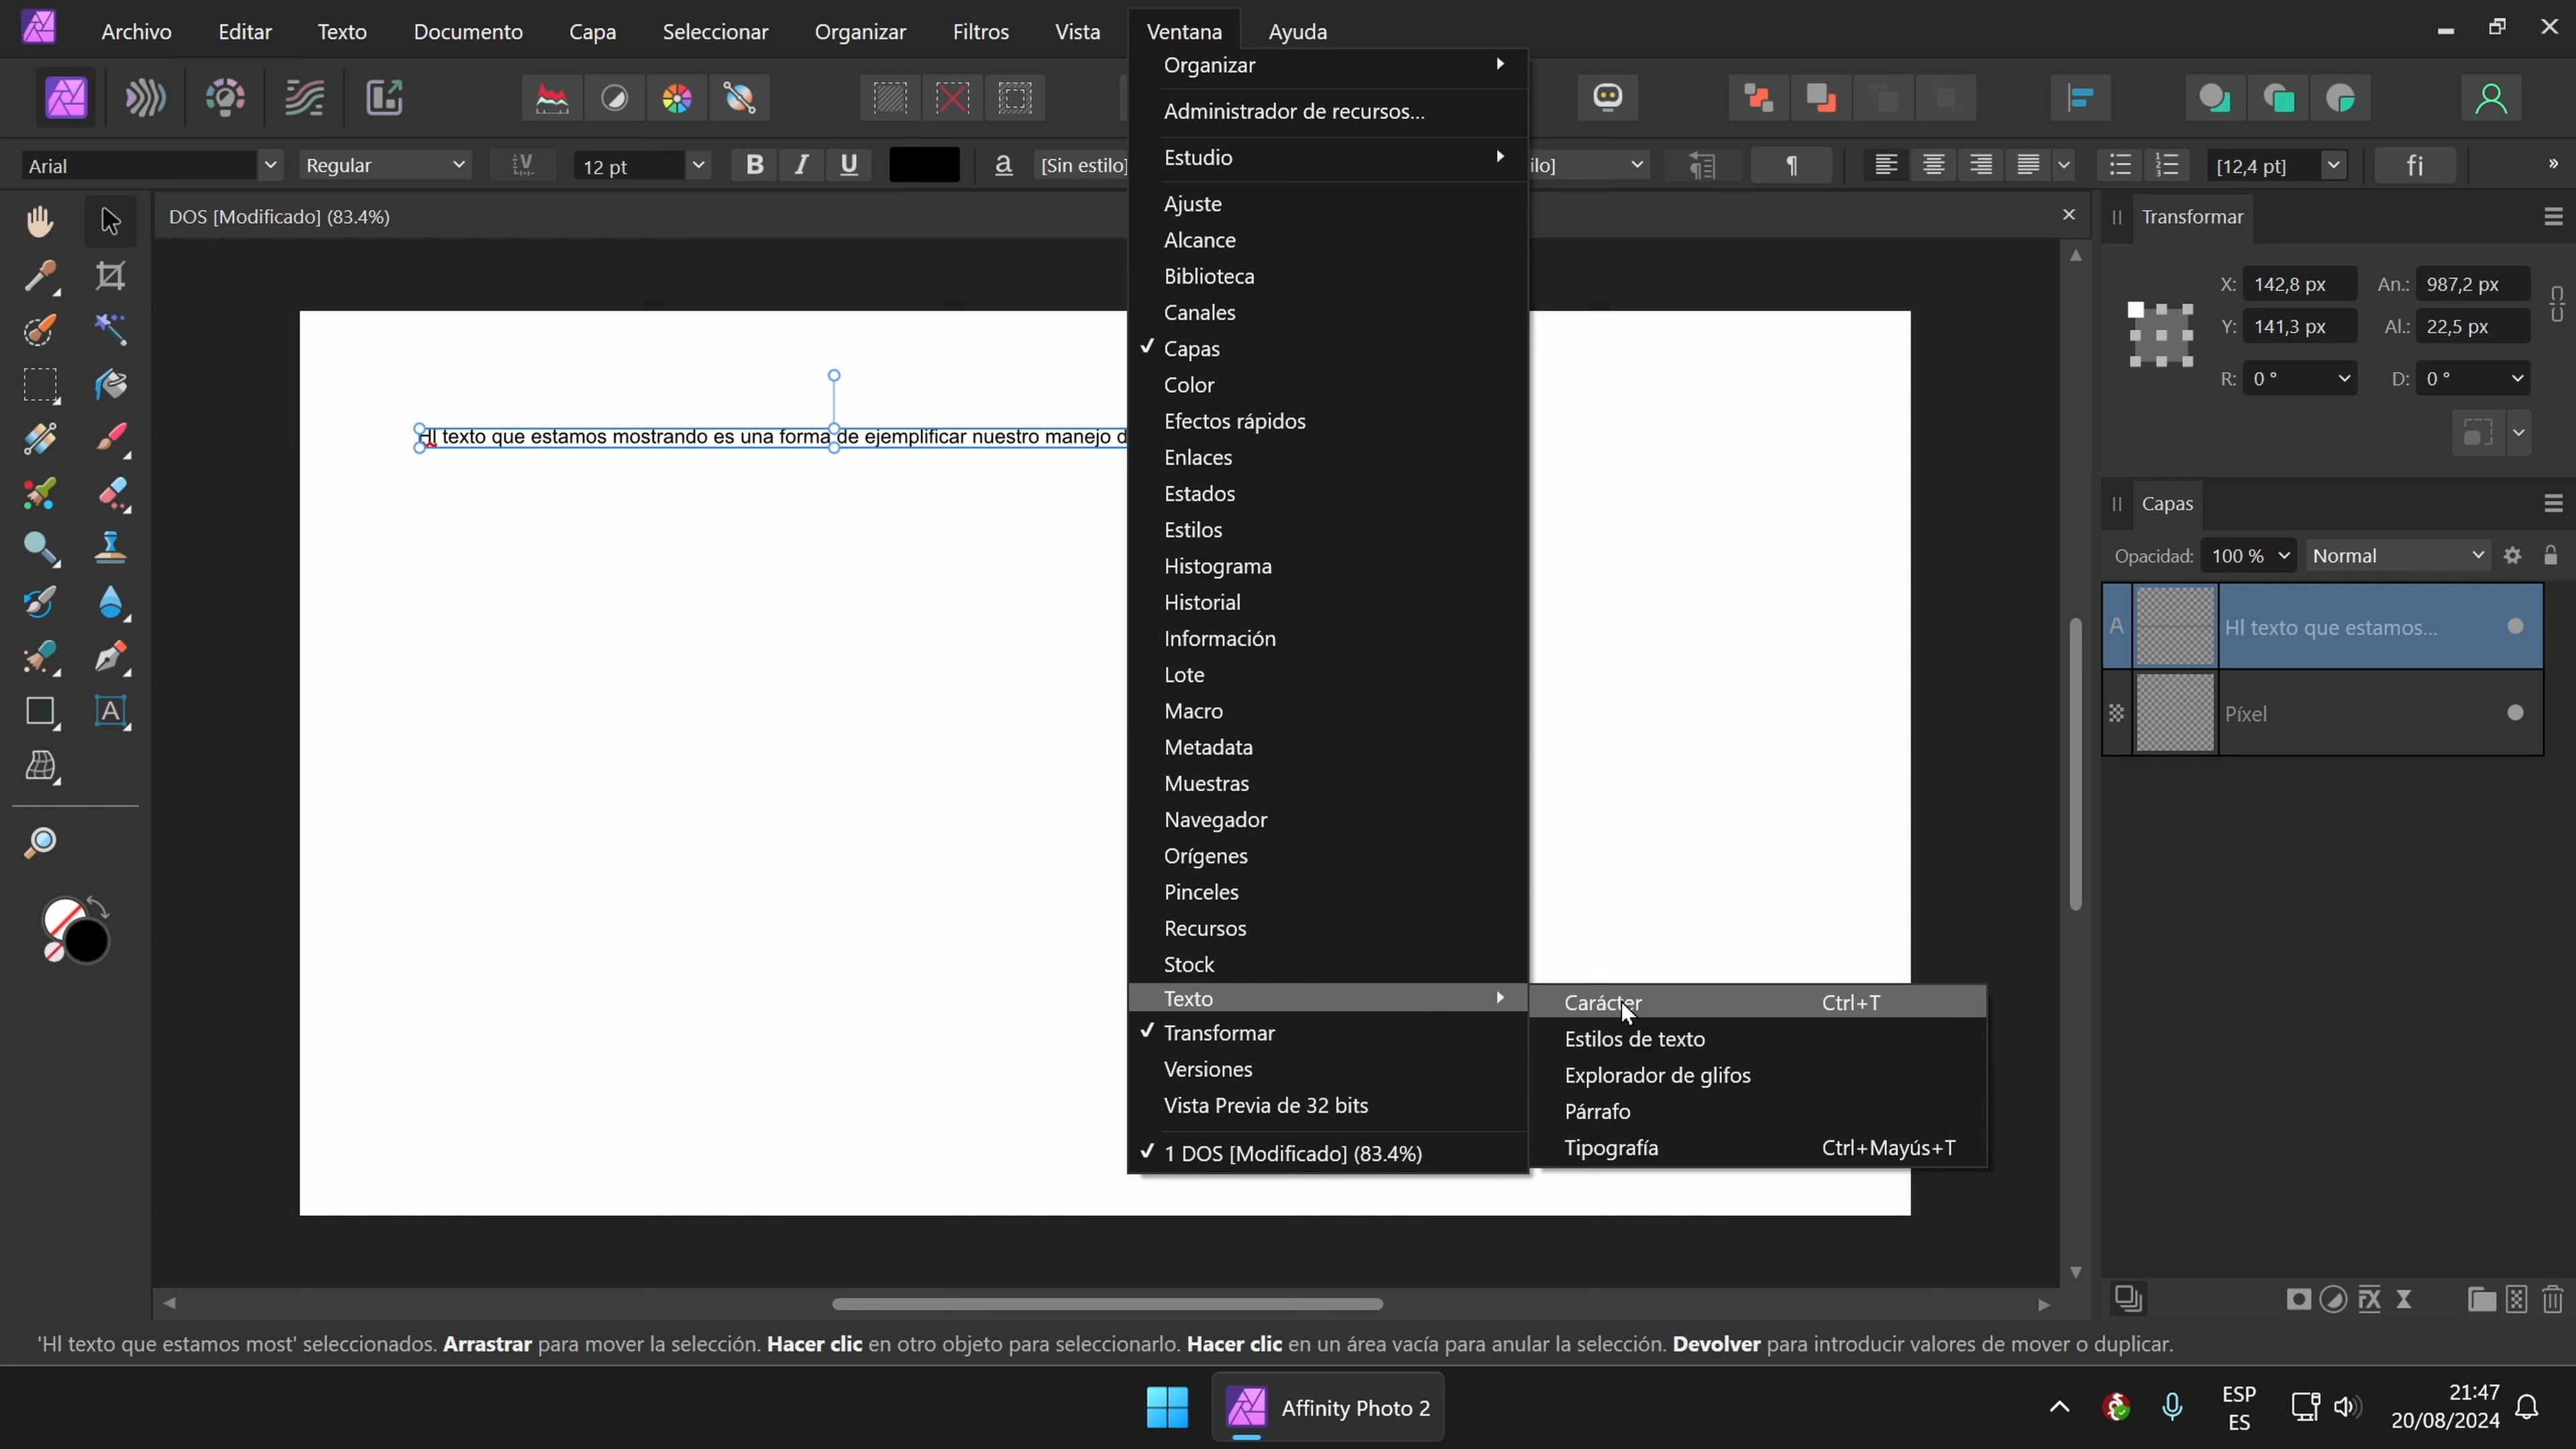 Archivo Editar Texto Documento Capa Seleccionar Organizar Filtros Vista Ventana Ayuda
Arial Regular 12 pt B I U a [Sin estilo] ilo] ¶ [12,4 pt] fi »
DOS [Modificado] (83.4%)
Hl texto que estamos mostrando es una forma de ejemplificar nuestro manejo d
Organizar
Administrador de recursos...
Estudio
Ajuste
Alcance
Biblioteca
Canales
✓ Capas
Color
Efectos rápidos
Enlaces
Estados
Estilos
Histograma
Historial
Información
Lote
Macro
Metadata
Muestras
Navegador
Orígenes
Pinceles
Recursos
Stock
Texto
✓ Transformar
Versiones
Vista Previa de 32 bits
✓ 1 DOS [Modificado] (83.4%)
Carácter Ctrl+T
Estilos de texto
Explorador de glifos
Párrafo
Tipografía Ctrl+Mayús+T
Transformar
X: 142,8 px An.: 987,2 px
Y: 141,3 px Al.: 22,5 px
R: 0 ° D: 0 °
Capas
Opacidad: 100 % Normal
A Hl texto que estamos...
Píxel
'Hl texto que estamos most' seleccionados. Arrastrar para mover la selección. Hacer clic en otro objeto para seleccionarlo. Hacer clic en un área vacía para anular la selección. Devolver para introducir valores de mover o duplicar.
Affinity Photo 2
ESP
ES
21:47
20/08/2024